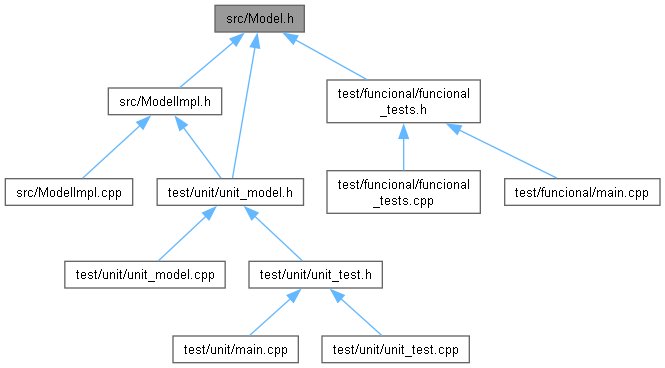 src/Model.h
src/ModelImpl.h
test/funcional/funcional
_tests.h
src/ModelImpl.cpp
test/unit/unit_model.h
test/funcional/funcional
_tests.cpp
test/funcional/main.cpp
test/unit/unit_model.cpp
test/unit/unit_test.h
test/unit/main.cpp
test/unit/unit_test.cpp